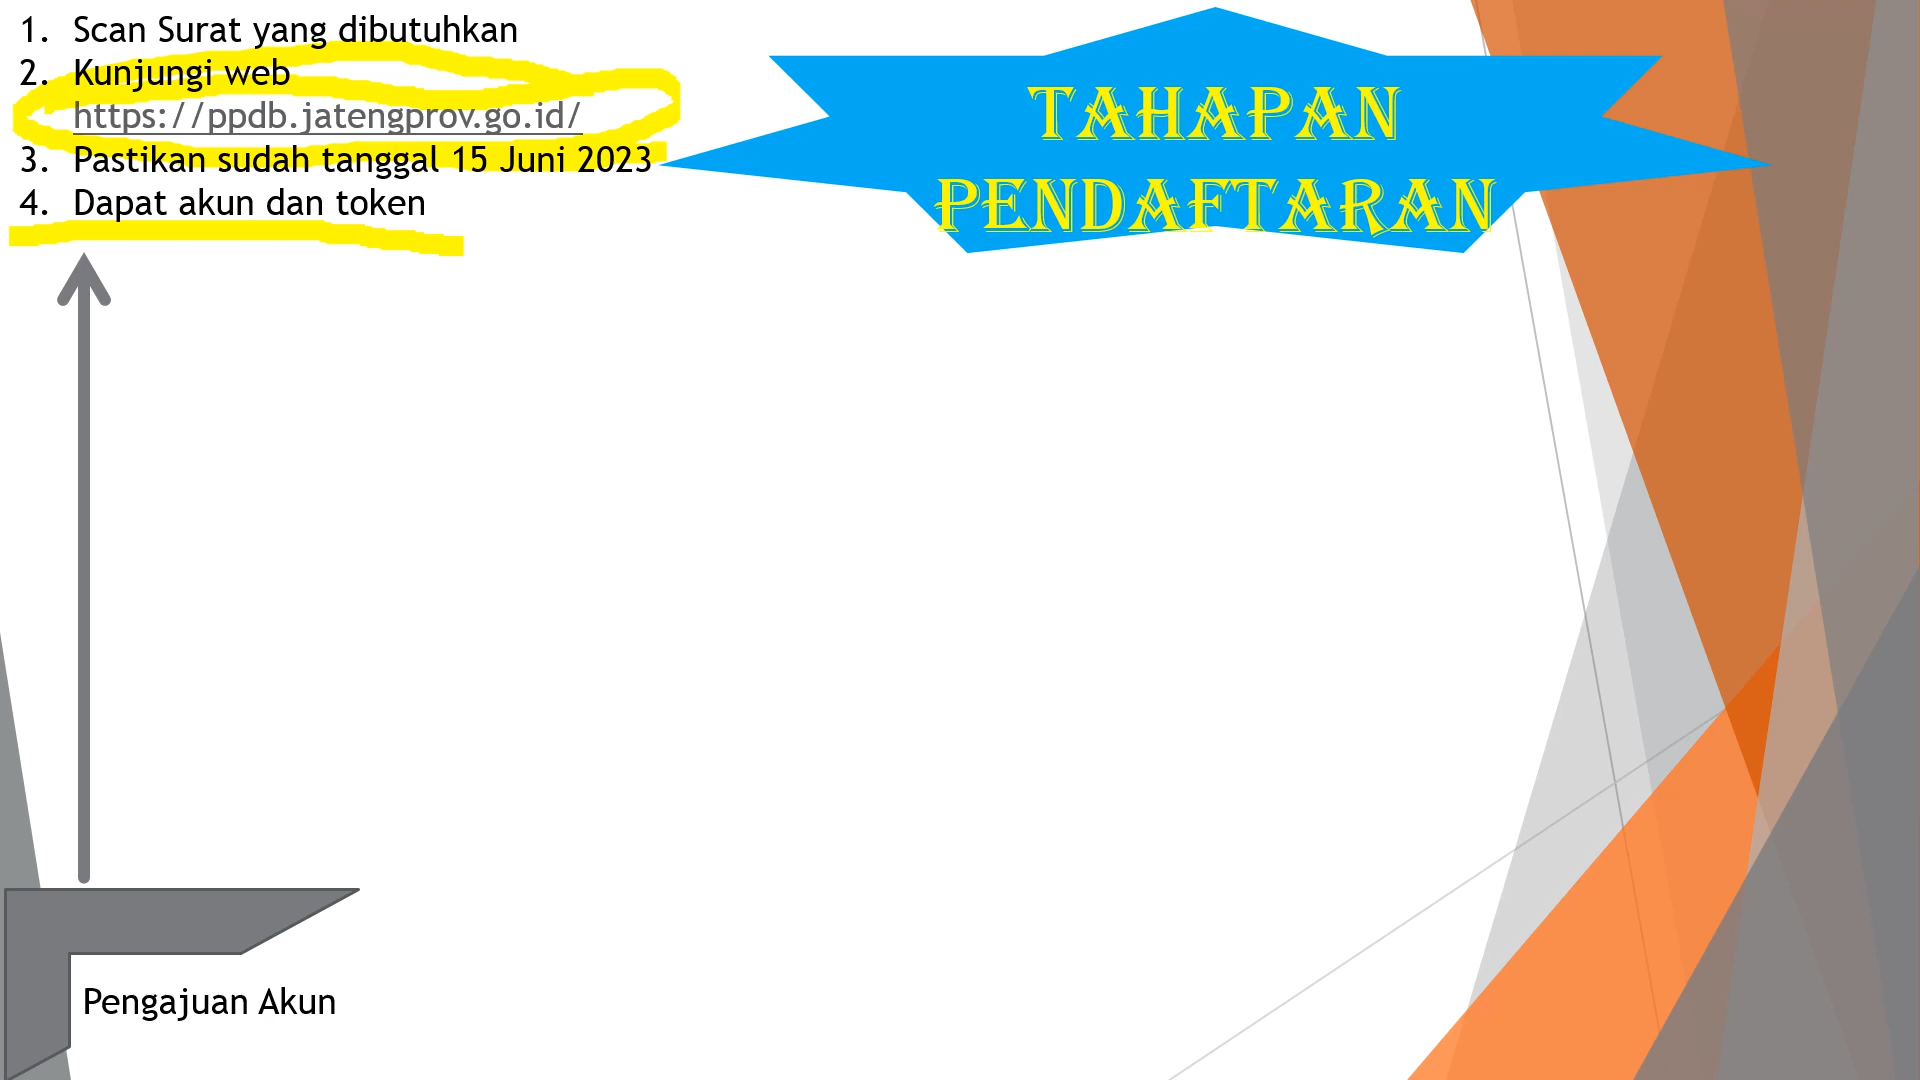 1. Scan Surat yang dibutuhkan
2. Kunjungi web
https://ppdb.jatengprov.go.id/
3. Pastikan sudah tanggal 15 Juni 2023
4. Dapat akun dan token
TAHAPAN
PENDAFTARAN
Pengajuan Akun